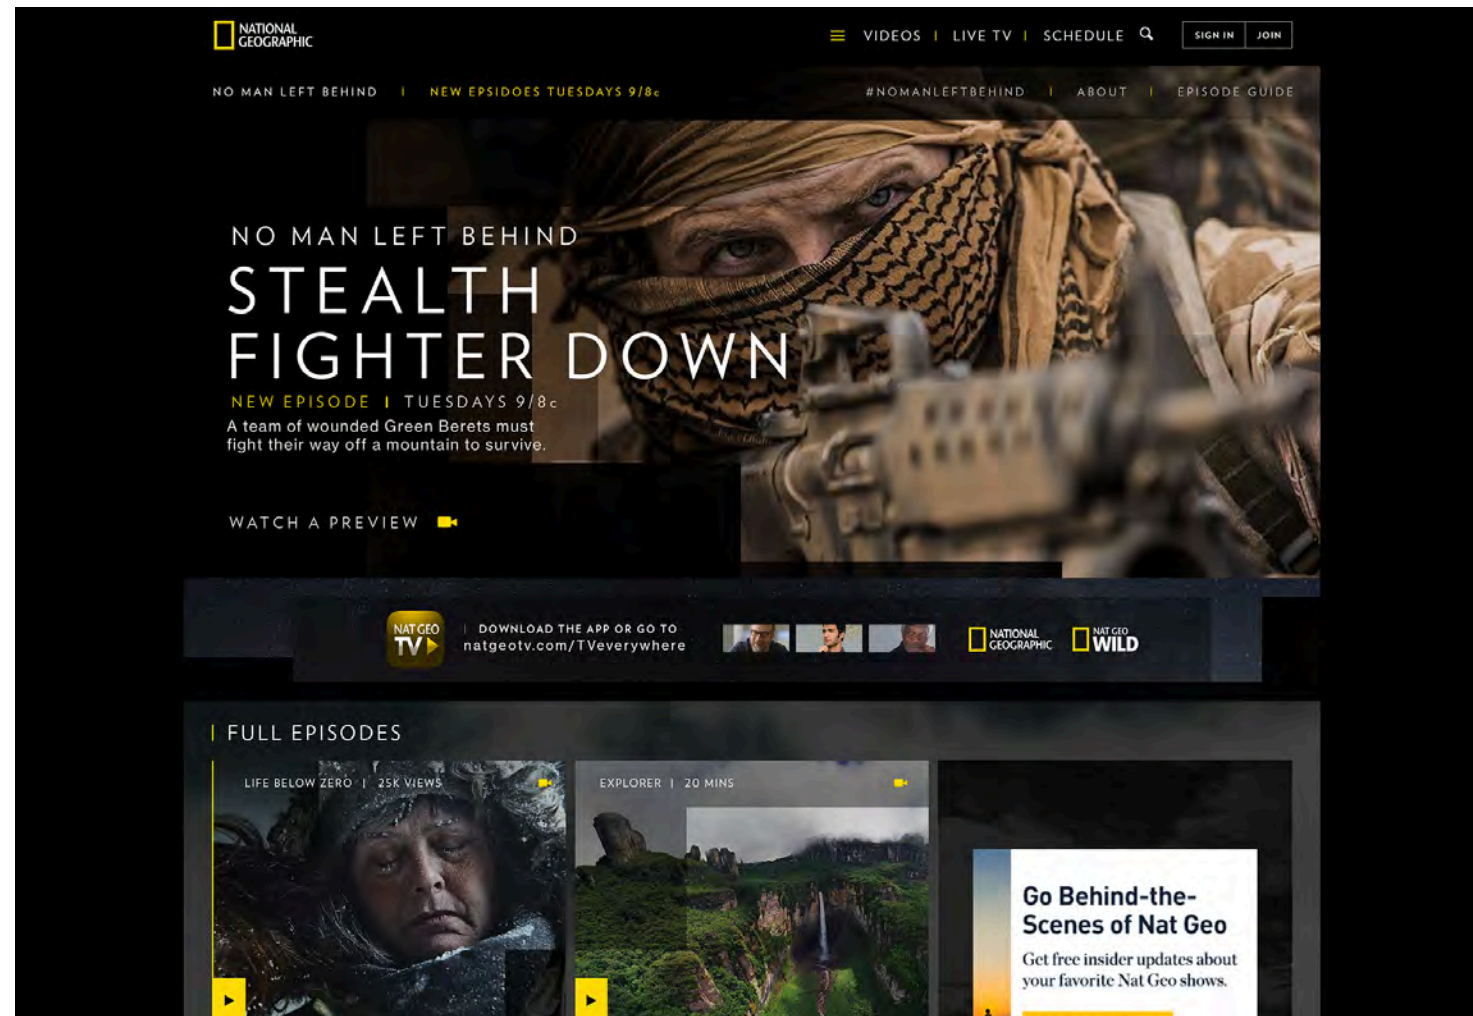 NATIONAL
GEOGRAPHIC
VIDEOS | LIVE TV | SCHEDULE
SIGN IN JOIN
NO MAN LEFT BEHIND | NEW EPSIDOES TUESDAYS 9/8c
#NOMANLEFTBEHIND | ABOUT | EPISODE GUIDE
NO MAN LEFT BEHIND
STEALTH
FIGHTER DOWN
NEW EPISODE | TUESDAYS 9/8c
A team of wounded Green Berets must
fight their way off a mountain to survive.
WATCH A PREVIEW
NAT GEO
TV
DOWNLOAD THE APP OR GO TO
natgeotv.com/TVeverywhere
NATIONAL
GEOGRAPHIC
NAT GEO
WILD
FULL EPISODES
LIFE BELOW ZERO | 25K VIEWS
EXPLORER | 20 MINS
Go Behind-the-
Scenes of Nat Geo
Get free insider updates about
your favorite Nat Geo shows.